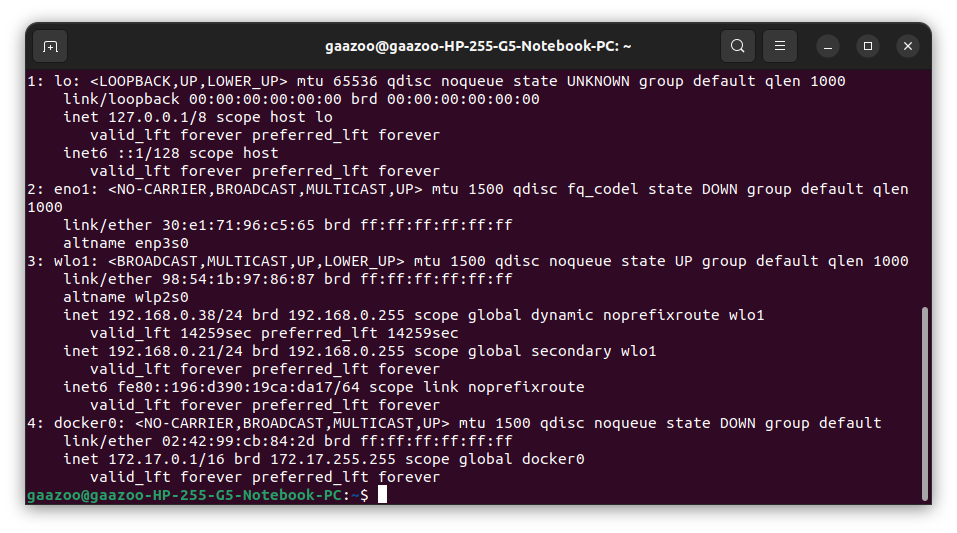 gaazoo@gaazoo-HP-255-G5-Notebook-PC: ~
1: lo: <LOOPBACK,UP,LOWER_UP> mtu 65536 qdisc noqueue state UNKNOWN group default qlen 1000
link/loopback 00:00:00:00:00:00 brd 00:00:00:00:00:00
inet 127.0.0.1/8 scope host lo
valid_lft forever preferred_lft forever
inet6 ::1/128 scope host
valid_lft forever preferred_lft forever
2: eno1: <NO-CARRIER,BROADCAST,MULTICAST,UP> mtu 1500 qdisc fq_codel state DOWN group default qlen
1000
link/ether 30:e1:71:96:c5:65 brd ff:ff:ff:ff:ff:ff
altname enp3s0
3: wlo1: <BROADCAST,MULTICAST,UP,LOWER_UP> mtu 1500 qdisc noqueue state UP group default qlen 1000
link/ether 98:54:1b:97:86:87 brd ff:ff:ff:ff:ff:ff
altname wlp2s0
inet 192.168.0.38/24 brd 192.168.0.255 scope global dynamic noprefixroute wlo1
valid_lft 14259sec preferred_lft 14259sec
inet 192.168.0.21/24 brd 192.168.0.255 scope global secondary wlo1
valid_lft forever preferred_lft forever
inet6 fe80::196:d390:19ca:da17/64 scope link noprefixroute
valid_lft forever preferred_lft forever
4: docker0: <NO-CARRIER,BROADCAST,MULTICAST,UP> mtu 1500 qdisc noqueue state DOWN group default
link/ether 02:42:99:cb:84:2d brd ff:ff:ff:ff:ff:ff
inet 172.17.0.1/16 brd 172.17.255.255 scope global docker0
valid_lft forever preferred_lft forever
gaazoo@gaazoo-HP-255-G5-Notebook-PC:~$